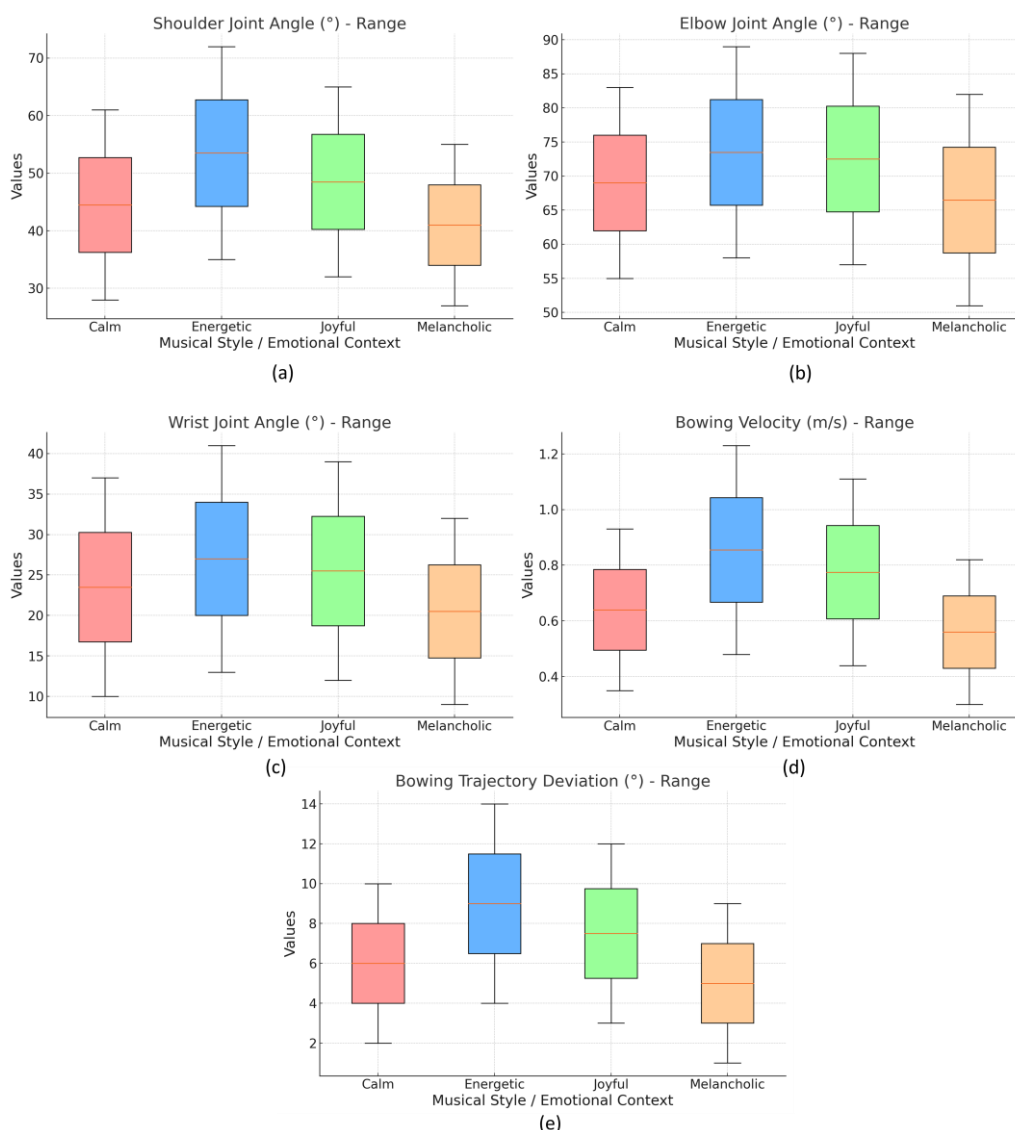 Shoulder Joint Angle (°) - Range
70
60
50
40
30
Values
Calm Energetic Joyful Melancholic
Musical Style / Emotional Context
(a)
Elbow Joint Angle (°) - Range
90
85
80
75
70
65
60
55
50
Values
Calm Energetic Joyful Melancholic
Musical Style / Emotional Context
(b)
Wrist Joint Angle (°) - Range
40
35
30
25
20
15
10
Values
Calm Energetic Joyful Melancholic
Musical Style / Emotional Context
(c)
Bowing Velocity (m/s) - Range
1.2
1.0
0.8
0.6
0.4
Values
Calm Energetic Joyful Melancholic
Musical Style / Emotional Context
(d)
Bowing Trajectory Deviation (°) - Range
14
12
10
8
6
4
2
Values
Calm Energetic Joyful Melancholic
Musical Style / Emotional Context
(e)